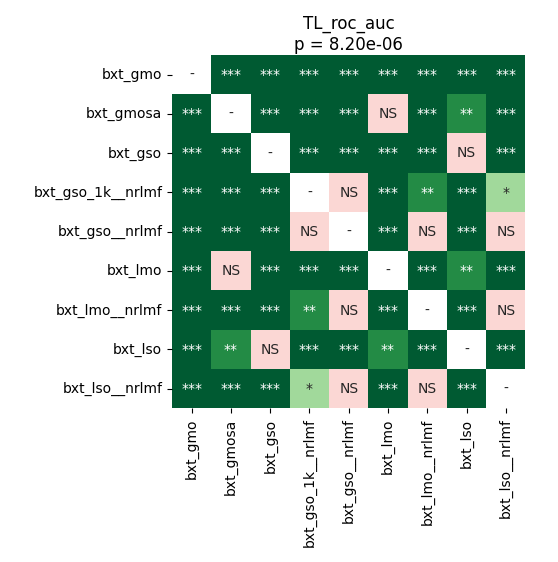 TL_roc_auc
p = 8.20e-06
bxt_gmo - *** *** *** *** *** *** *** ***
bxt_gmosa *** - *** *** *** NS *** ** ***
bxt_gso *** *** - *** *** *** *** NS ***
bxt_gso_1k__nrlmf *** *** *** - NS *** ** *** *
bxt_gso__nrlmf *** *** *** NS - *** NS *** NS
bxt_lmo *** NS *** *** *** - *** ** ***
bxt_lmo__nrlmf *** *** *** ** NS *** - *** NS
bxt_lso *** ** NS *** *** ** *** - ***
bxt_lso__nrlmf *** *** *** * NS *** NS *** -
bxt_gmo
bxt_gmosa
bxt_gso
bxt_gso_1k__nrlmf
bxt_gso__nrlmf
bxt_lmo
bxt_lmo__nrlmf
bxt_lso
bxt_lso__nrlmf